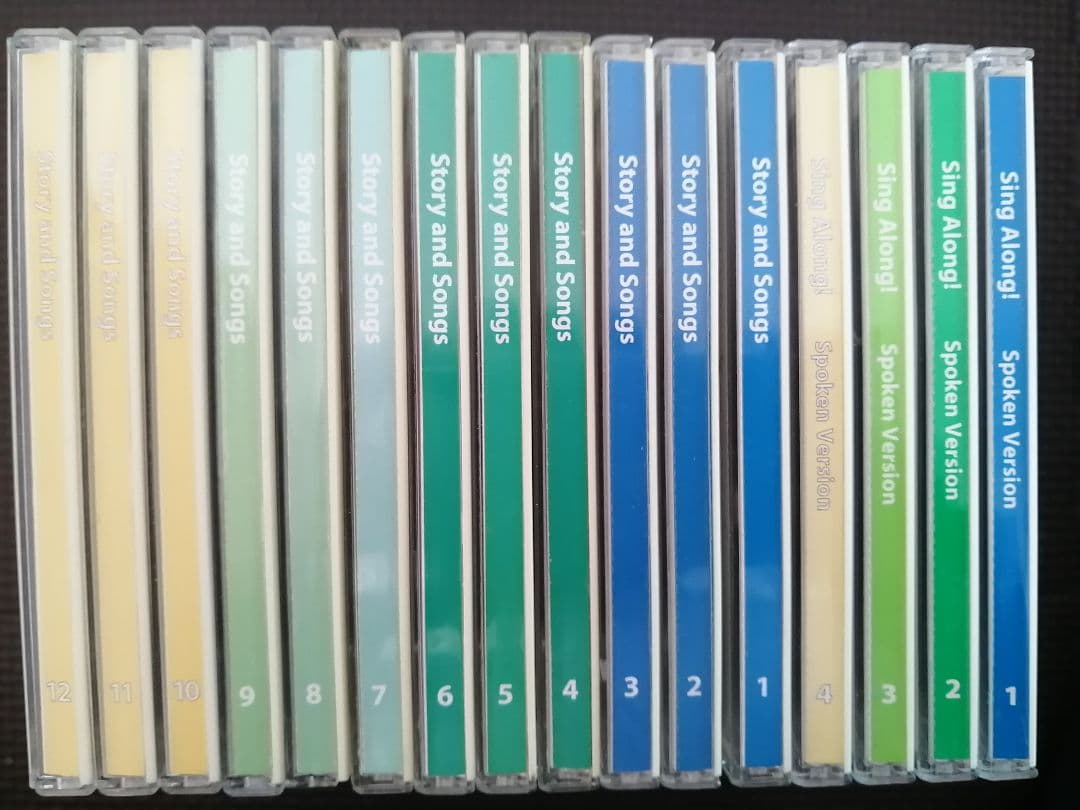 Story and Songs 12
Story and Songs 11
Story and Songs 10
Story and Songs 9
Story and Songs 8
Story and Songs 7
Story and Songs 6
Story and Songs 5
Story and Songs 4
Story and Songs 3
Story and Songs 2
Story and Songs 1
Sing Along! Spoken Version 4
Sing Along! Spoken Version 3
Sing Along! Spoken Version 2
Sing Along! Spoken Version 1